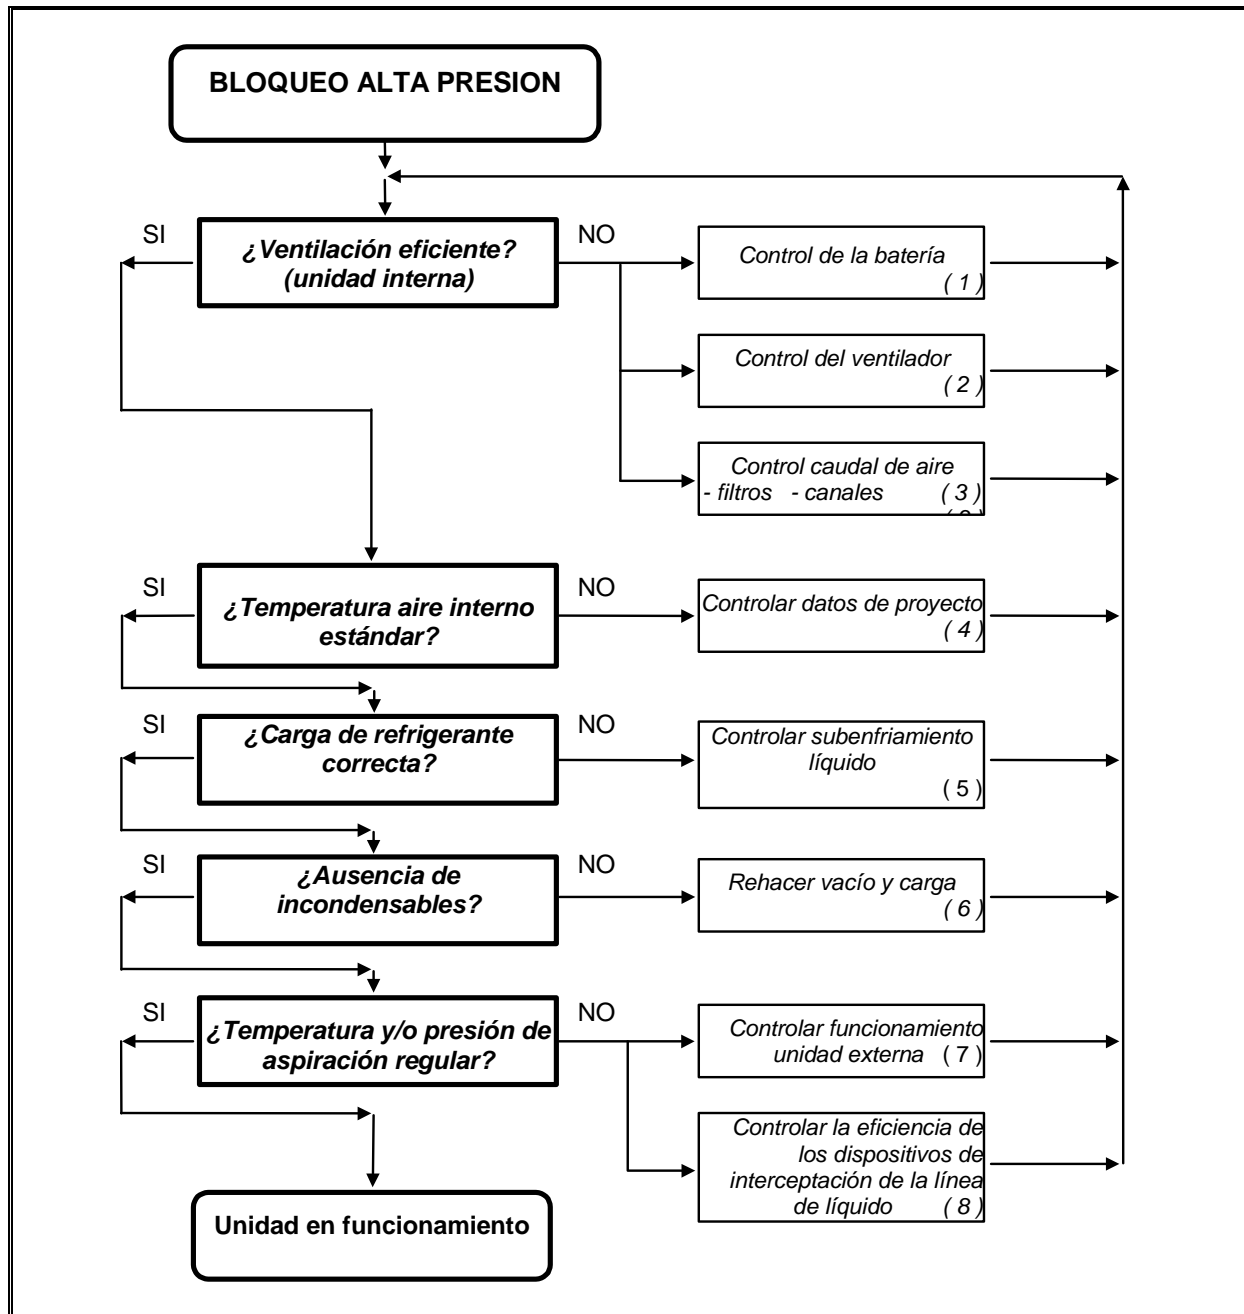 BLOQUEO ALTA PRESION
SI
¿Ventilación eficiente?
(unidad interna)
NO
Control de la batería
( 1 )
Control del ventilador
( 2 )
Control caudal de aire
- filtros - canales ( 3 )
SI
¿Temperatura aire interno
estándar?
NO
Controlar datos de proyecto
( 4 )
SI
¿Carga de refrigerante
correcta?
NO
Controlar subenfriamiento
líquido
( 5 )
SI
¿Ausencia de
incondensables?
NO
Rehacer vacío y carga
( 6 )
SI
¿Temperatura y/o presión de
aspiración regular?
NO
Controlar funcionamiento
unidad externa ( 7 )
Controlar la eficiencia de
los dispositivos de
interceptación de la línea
de líquido ( 8 )
Unidad en funcionamiento